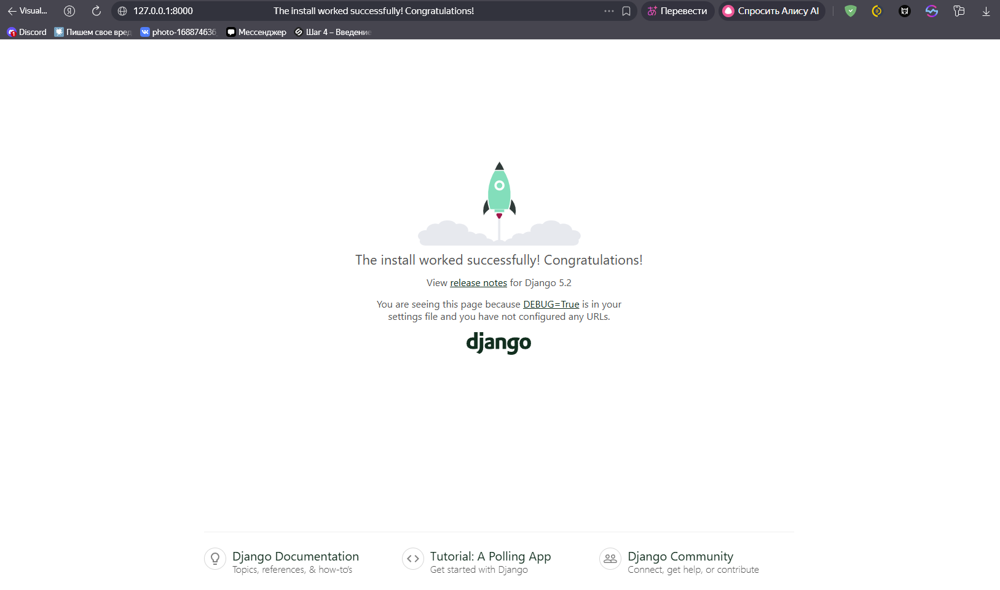 Visual...
Я
127.0.0.1:8000
The install worked successfully! Congratulations!
Перевести
Спросить Алису AI
Discord
Пишем свое вред
photo-168874636_
Мессенджер
Шаг 4 – Введение
The install worked successfully! Congratulations!
View release notes for Django 5.2
You are seeing this page because DEBUG=True is in your
settings file and you have not configured any URLs.
django
Django Documentation
Topics, references, & how-to's
Tutorial: A Polling App
Get started with Django
Django Community
Connect, get help, or contribute